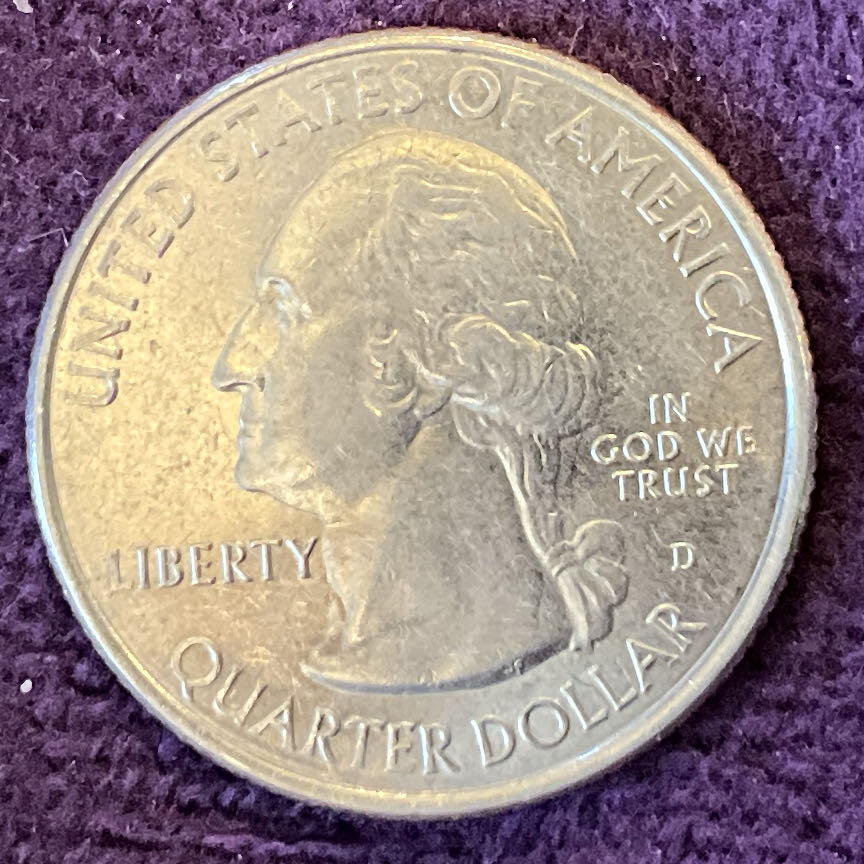 UNITED STATES OF AMERICA
IN
GOD WE
TRUST
LIBERTY
D
QUARTER DOLLAR